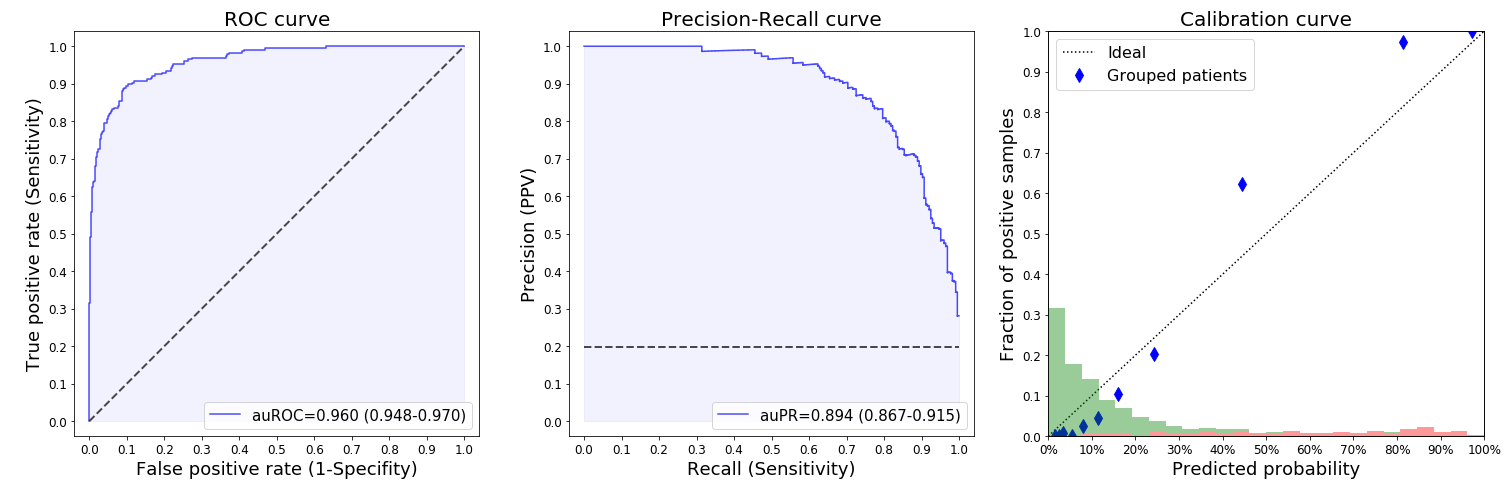 ROC curve
1.0
0.9
0.8
0.7
0.6
0.5
0.4
0.3
0.2
0.1
0.0
True positive rate (Sensitivity)
auROC=0.960 (0.948-0.970)
0.0 0.1 0.2 0.3 0.4 0.5 0.6 0.7 0.8 0.9 1.0
False positive rate (1-Specifity)
Precision-Recall curve
1.0
0.9
0.8
0.7
0.6
0.5
0.4
0.3
0.2
0.1
0.0
Precision (PPV)
auPR=0.894 (0.867-0.915)
0.0 0.1 0.2 0.3 0.4 0.5 0.6 0.7 0.8 0.9 1.0
Recall (Sensitivity)
Calibration curve
Ideal
Grouped patients
1.0
0.9
0.8
0.7
0.6
0.5
0.4
0.3
0.2
0.1
0.0
Fraction of positive samples
0% 10% 20% 30% 40% 50% 60% 70% 80% 90% 100%
Predicted probability